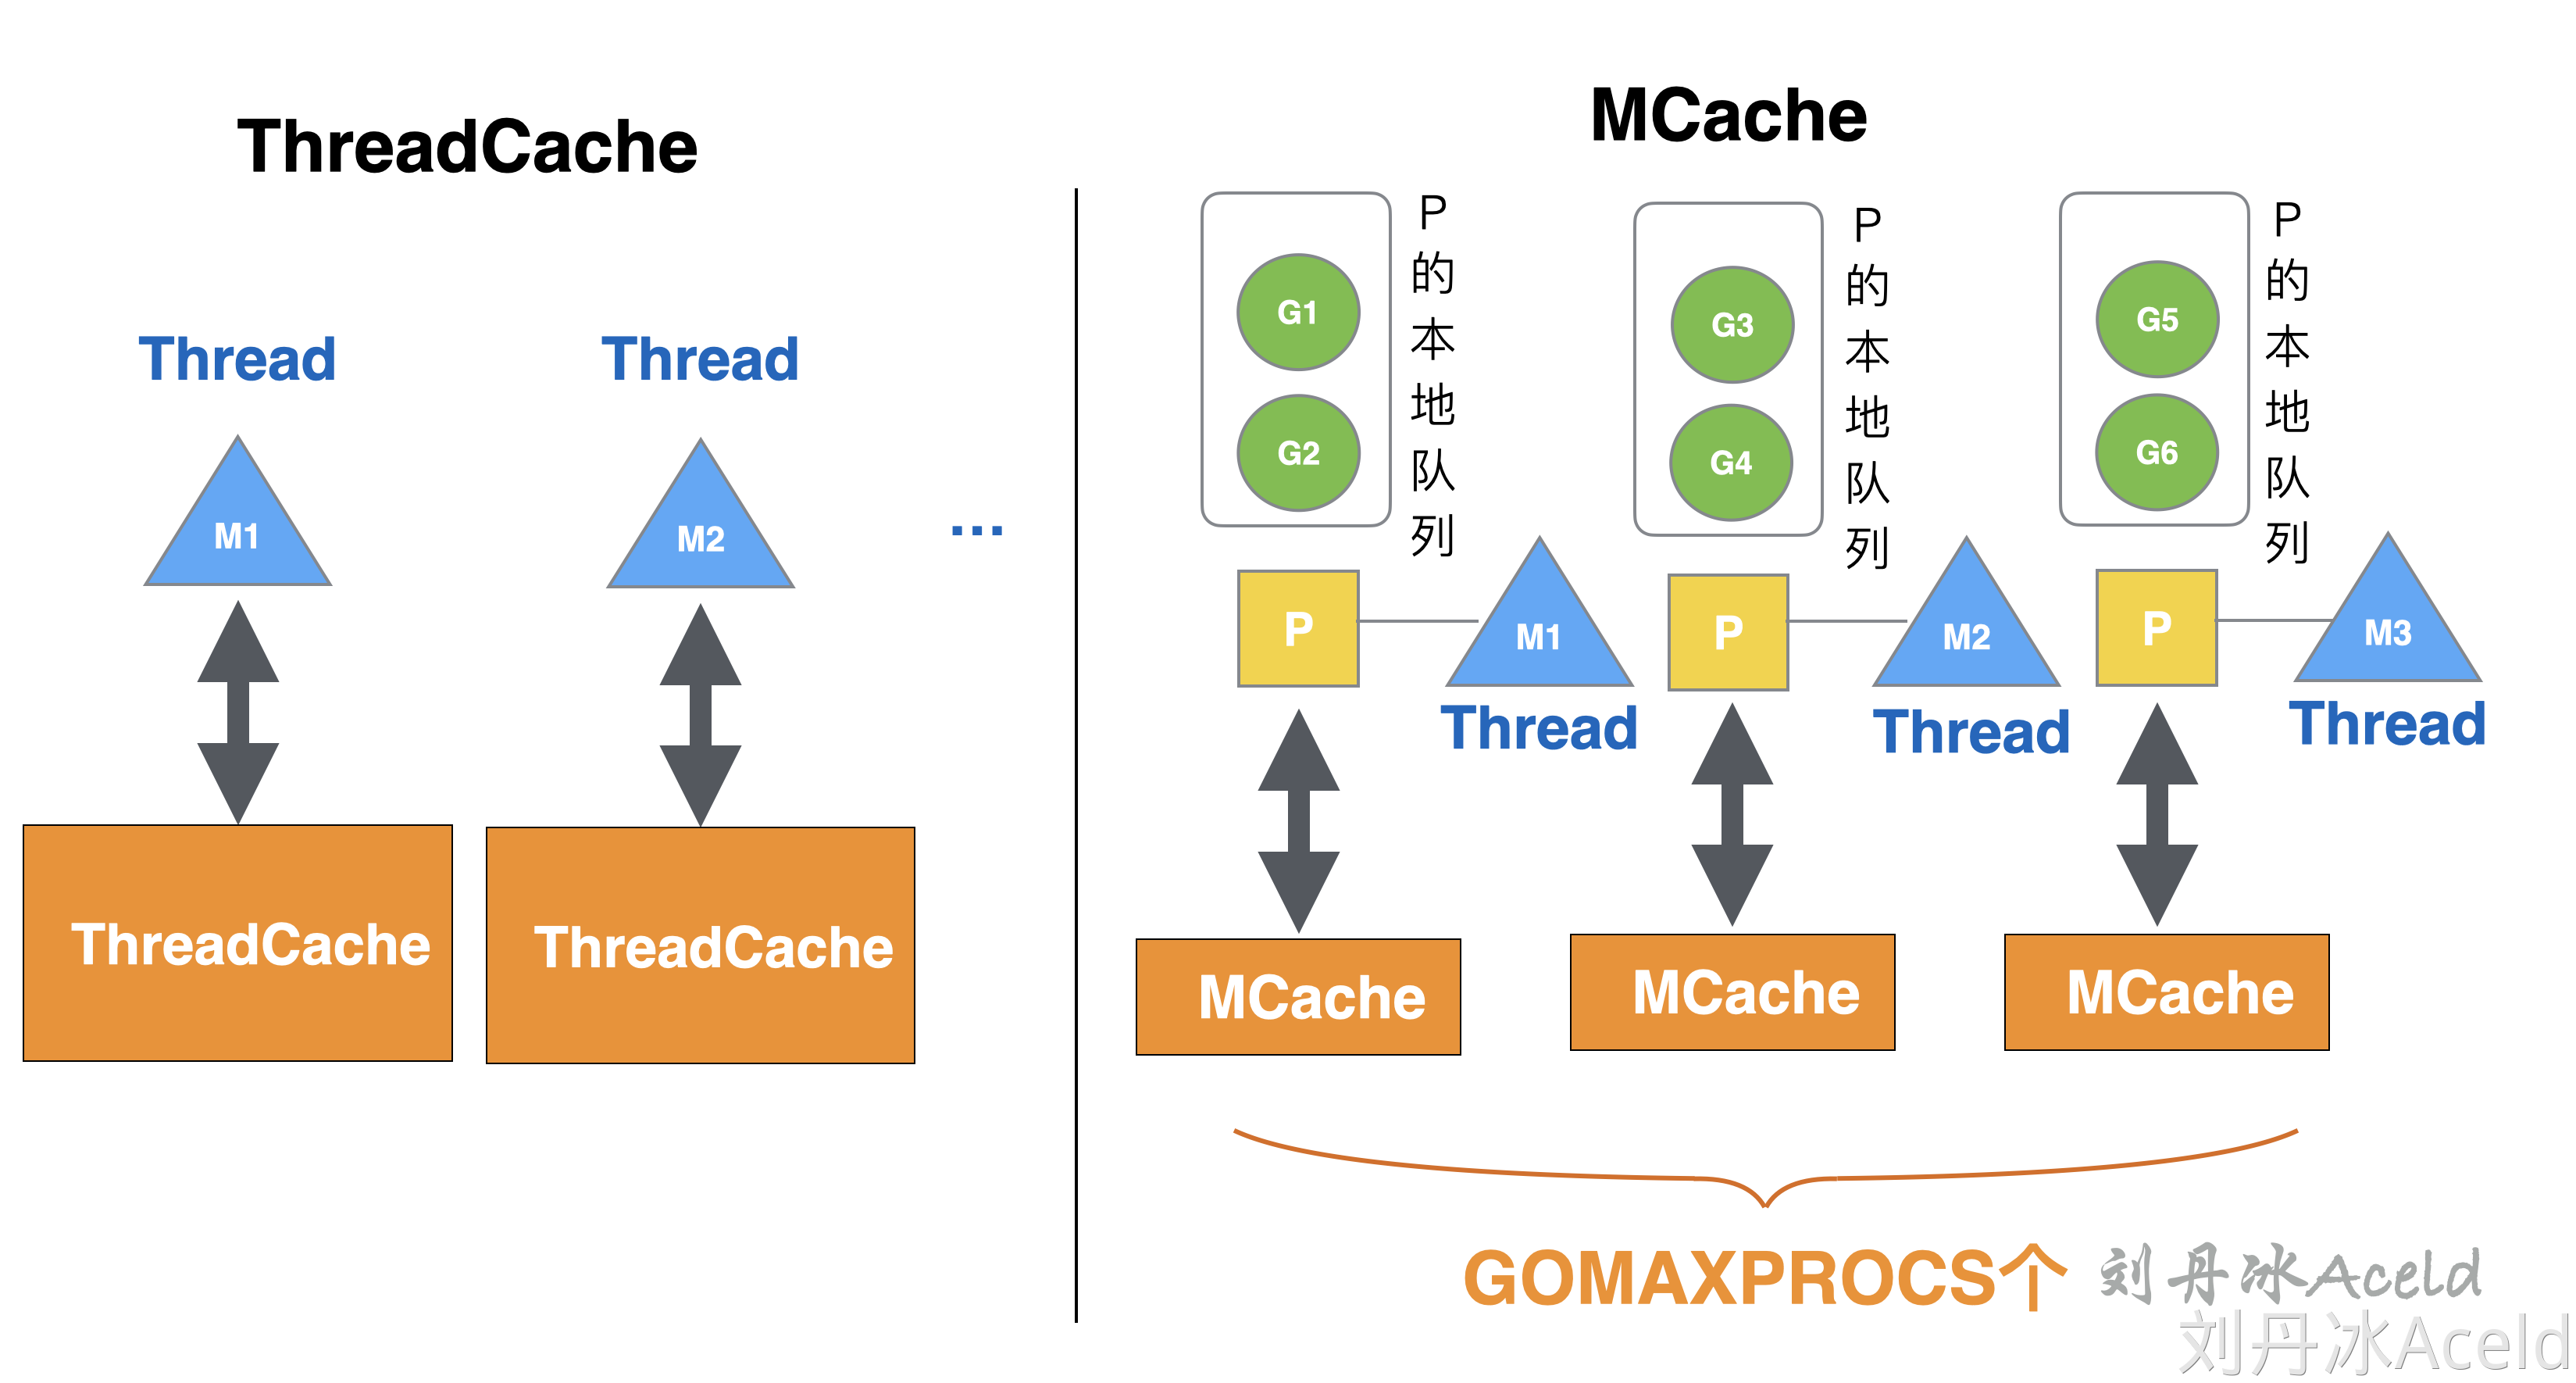 ThreadCache
Thread
Thread
M1
M2
...
ThreadCache
ThreadCache
MCache
G1
G2
P的本地队列
G3
G4
P的本地队列
G5
G6
P的本地队列
P
M1
Thread
P
M2
Thread
P
M3
Thread
MCache
MCache
MCache
GOMAXPROCS个
刘丹冰Aceld
刘丹冰Aceld